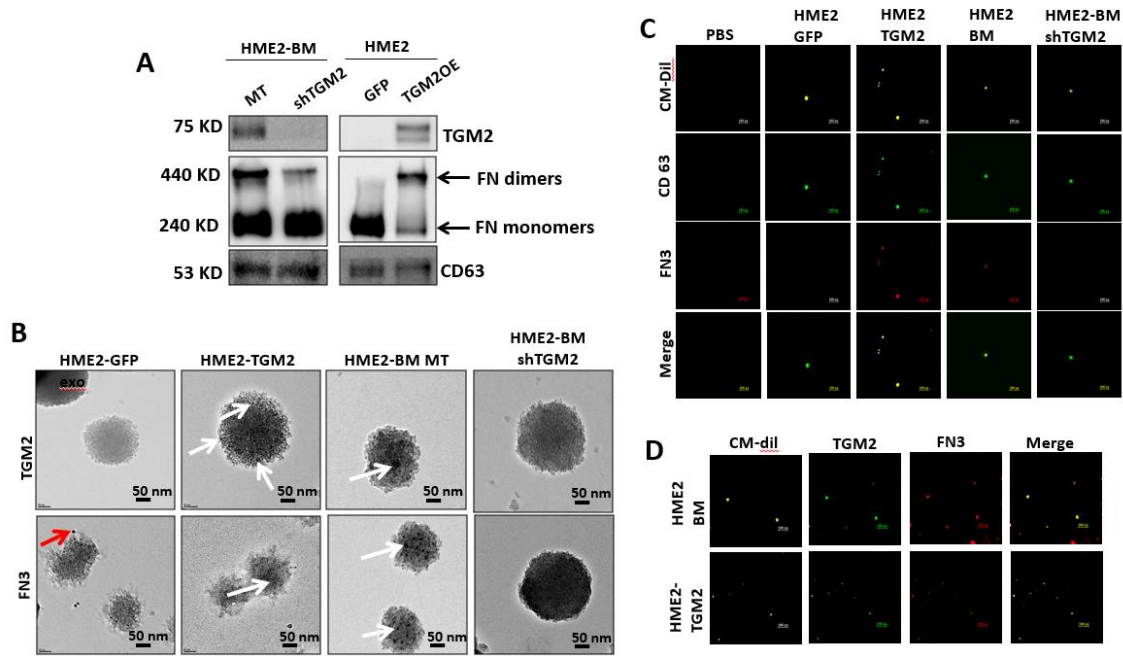 A
HME2-BM
HME2
MT
shTGM2
GFP
TGM2OE
75 KD
TGM2
440 KD
FN dimers
240 KD
FN monomers
53 KD
CD63
B
HME2-GFP
HME2-TGM2
HME2-BM MT
HME2-BM
shTGM2
TGM2
exo
50 nm
50 nm
50 nm
50 nm
FN3
50 nm
50 nm
50 nm
50 nm
C
PBS
HME2
GFP
HME2
TGM2
HME2
BM
HME2-BM
shTGM2
CM-Dil
CD 63
FN3
Merge
D
CM-dil
TGM2
FN3
Merge
HME2
BM
HME2-
TGM2